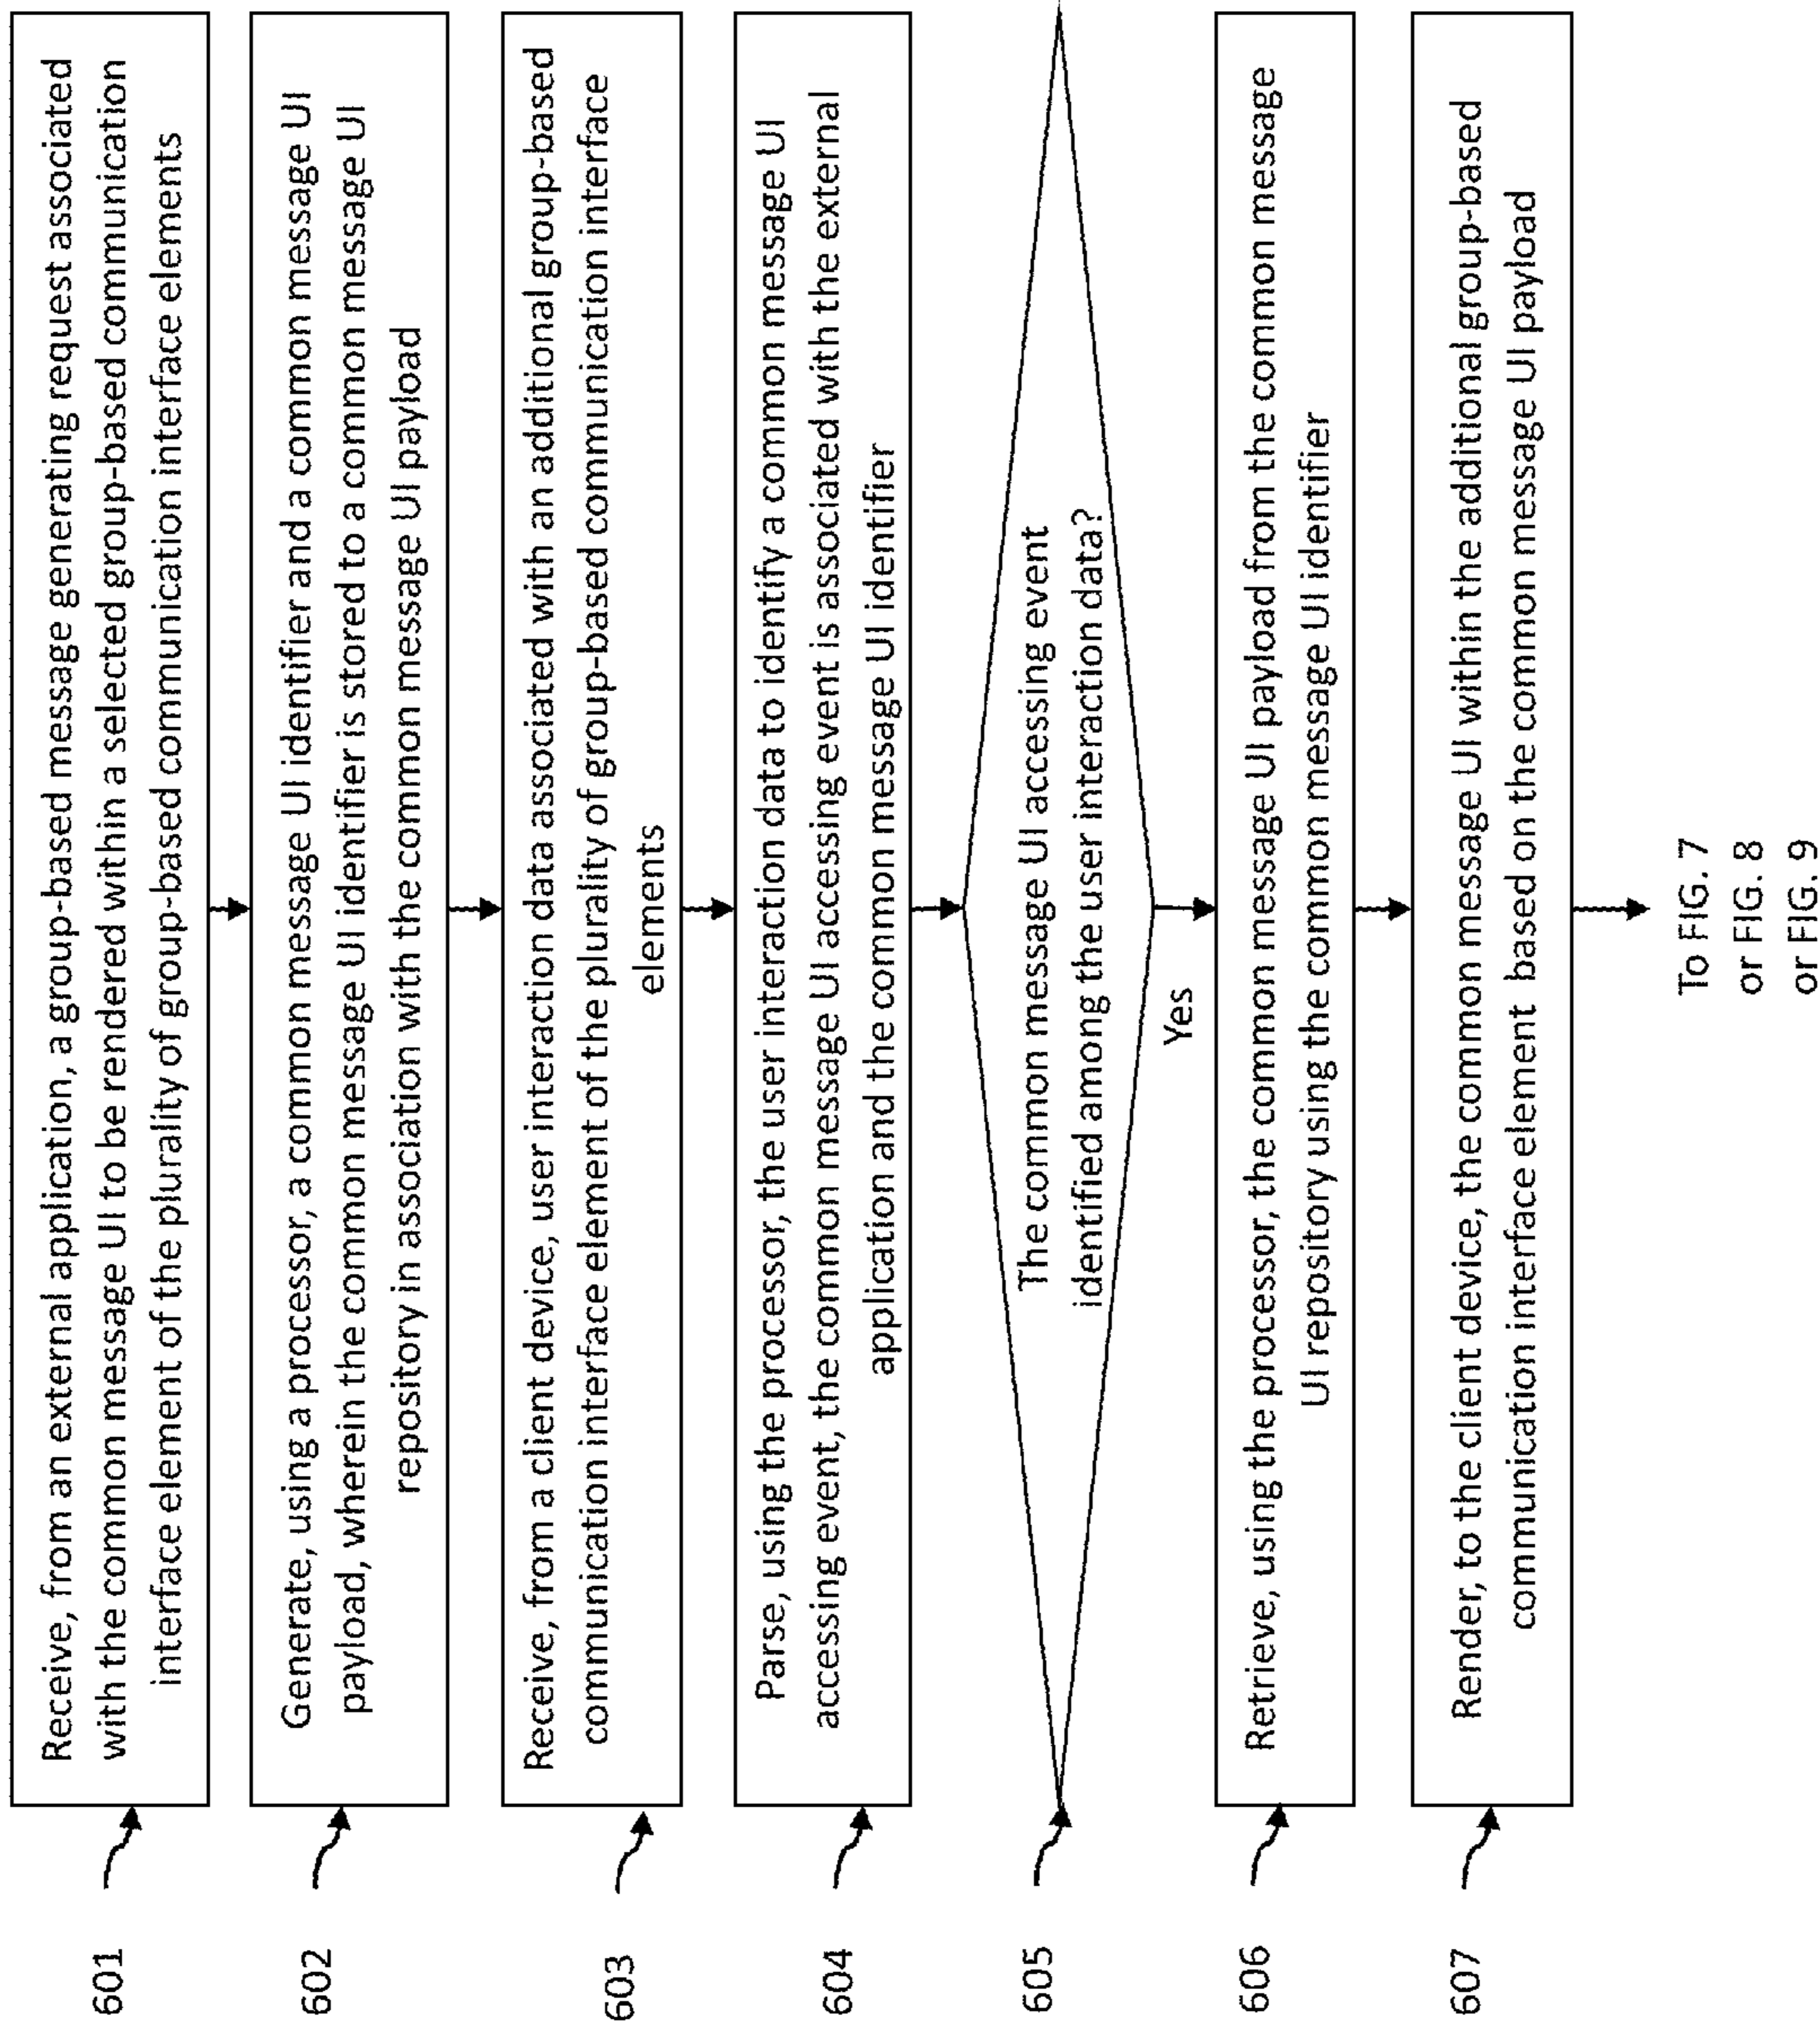 601
Receive, from an external application, a group-based message generating request associated
with the common message UI to be rendered within a selected group-based communication
interface element of the plurality of group-based communication interface elements
602
Generate, using a processor, a common message UI identifier and a common message UI
payload, wherein the common message UI identifier is stored to a common message UI
repository in association with the common message UI payload
603
Receive, from a client device, user interaction data associated with an additional group-based
communication interface element of the plurality of group-based communication interface
elements
604
Parse, using the processor, the user interaction data to identify a common message UI
accessing event, the common message UI accessing event is associated with the external
application and the common message UI identifier
605
The common message UI accessing event
identified among the user interaction data?
Yes
606
Retrieve, using the processor, the common message UI payload from the common message
UI repository using the common message UI identifier
607
Render, to the client device, the common message UI within the additional group-based
communication interface element based on the common message UI payload
To FIG. 7
or FIG. 8
or FIG. 9